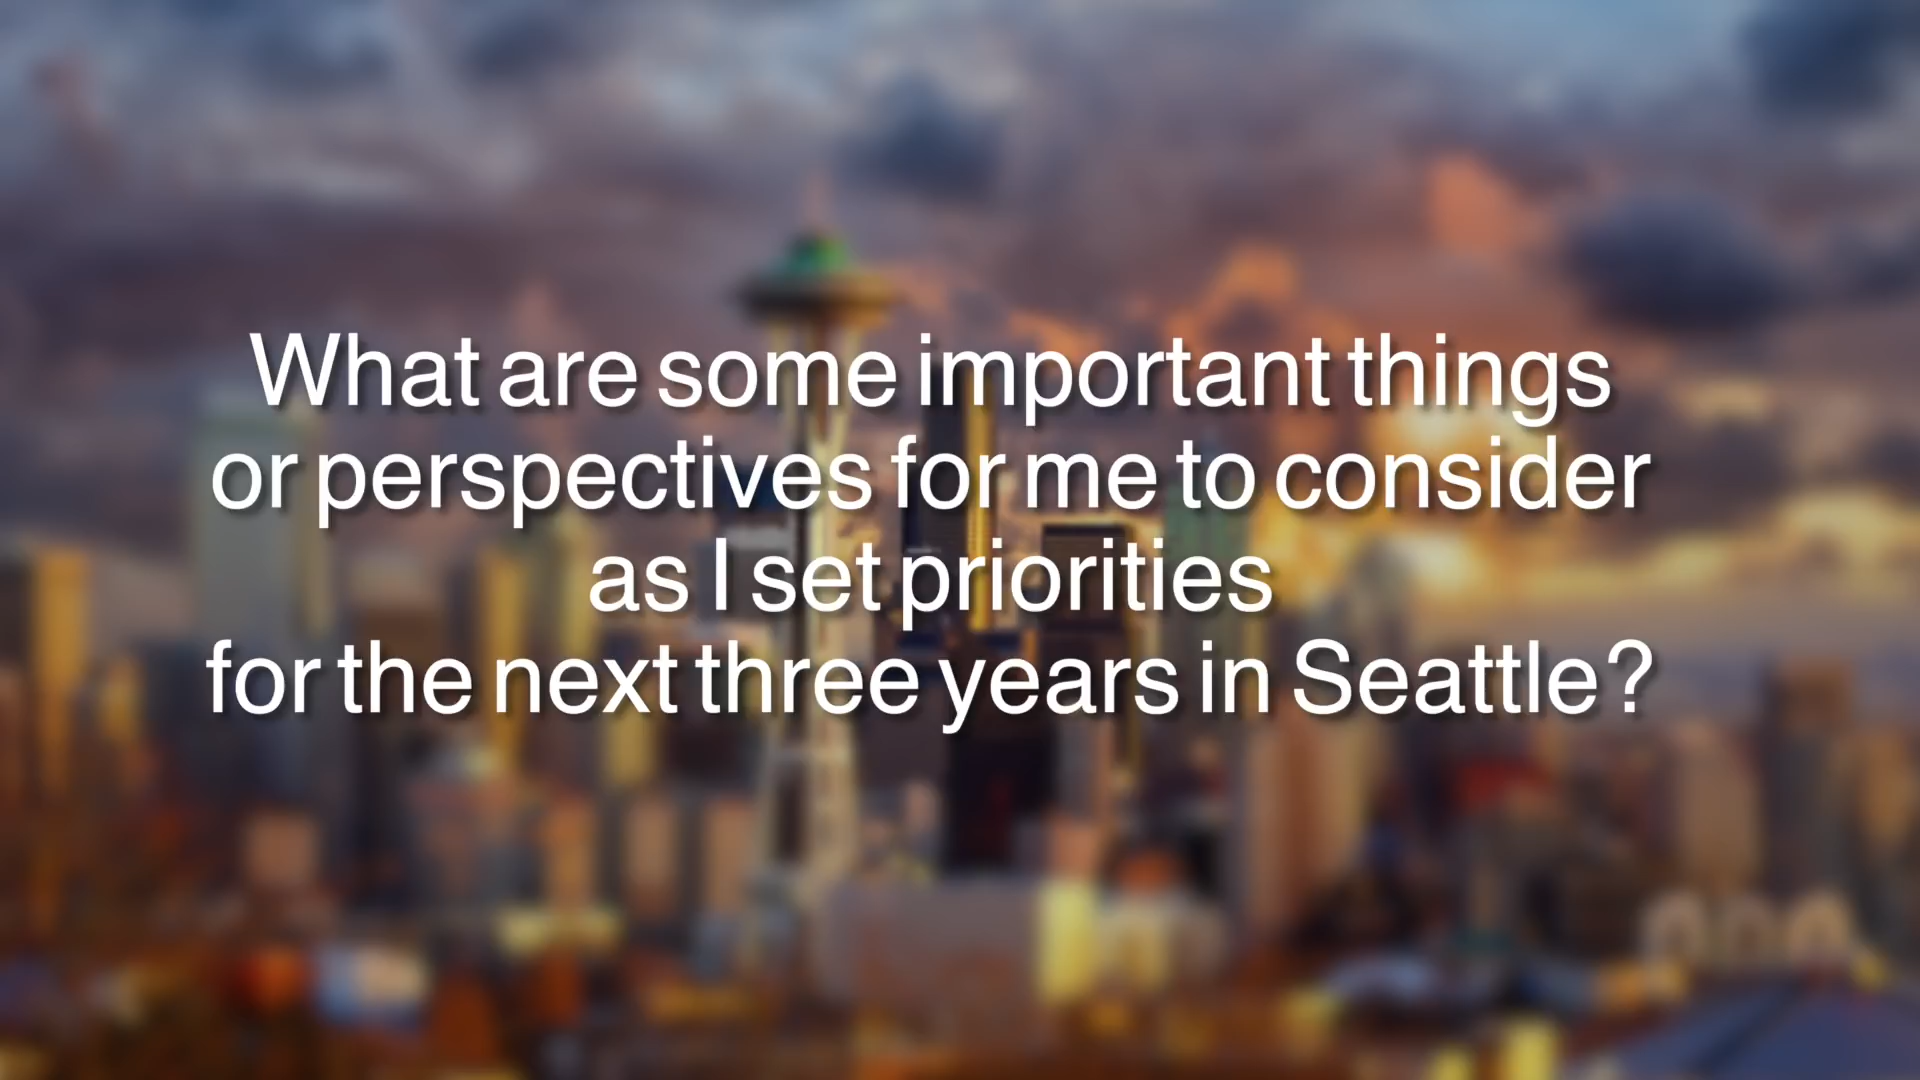 What are some important things
or perspectives for me to consider
as I set priorities
for the next three years in Seattle?